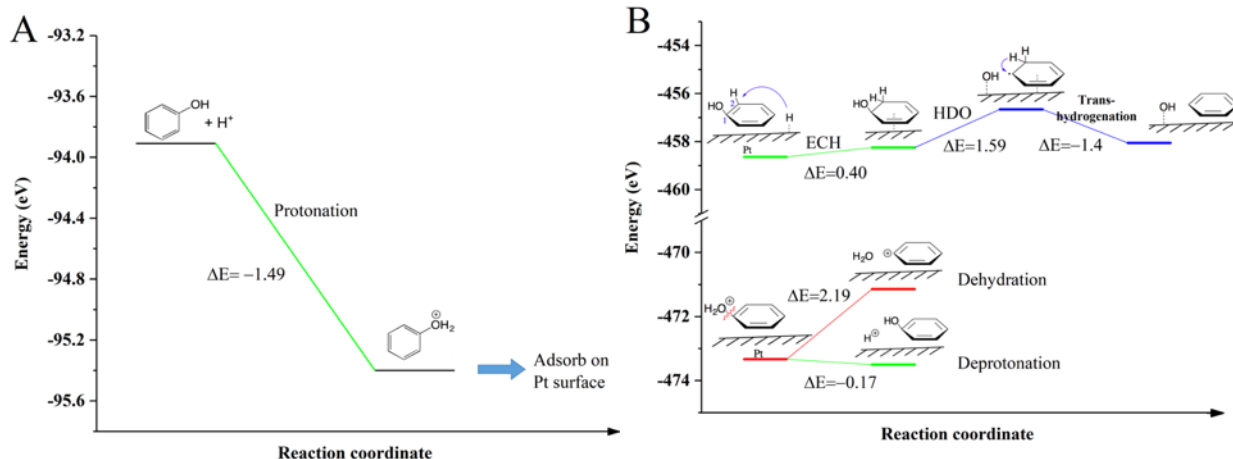 A
Energy (eV)
-93.2
-93.6
-94.0
-94.4
-94.8
-95.2
-95.6
OH
+ H⁺
Protonation
ΔE= −1.49
⊕
OH₂
Adsorb on
Pt surface
Reaction coordinate
B
Energy (eV)
-454
-456
-458
-460
-470
-472
-474
H
HO
2
1
H
Pt
ECH
ΔE=0.40
H
HO
H
HDO
ΔE=1.59
H
H
OH
Trans-
hydrogenation
ΔE=−1.4
OH
H₂O⊕
Pt
ΔE=2.19
H₂O
⊕
Dehydration
HO
H⊕
ΔE=−0.17
Deprotonation
Reaction coordinate